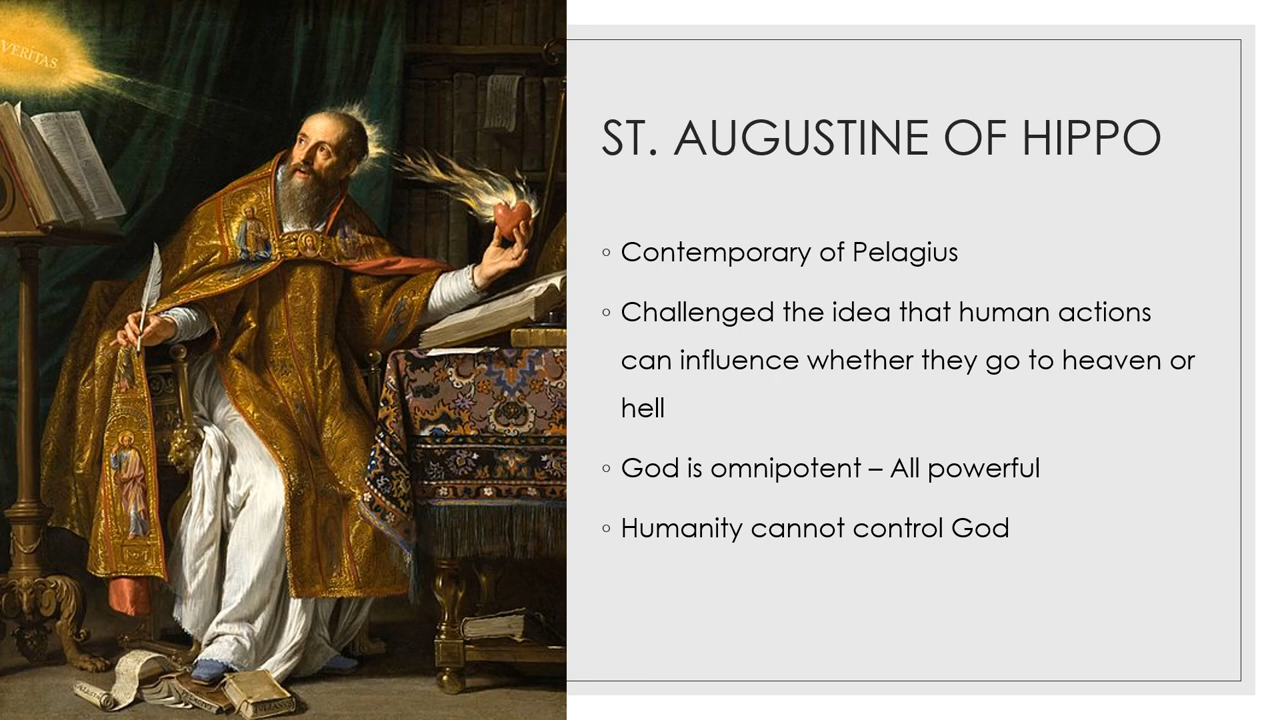 VERITAS
ST. AUGUSTINE OF HIPPO
◦ Contemporary of Pelagius
◦ Challenged the idea that human actions
can influence whether they go to heaven or
hell
◦ God is omnipotent – All powerful
◦ Humanity cannot control God